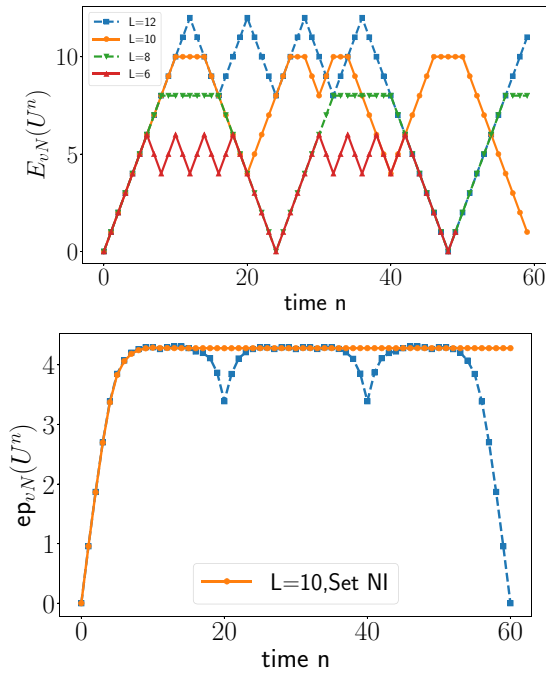 L=12
L=10
L=8
L=6
10
5
0
E_{vN}(U^n)
0 20 40 60
time n
4
3
2
1
0
ep_{vN}(U^n)
L=10,Set NI
0 20 40 60
time n